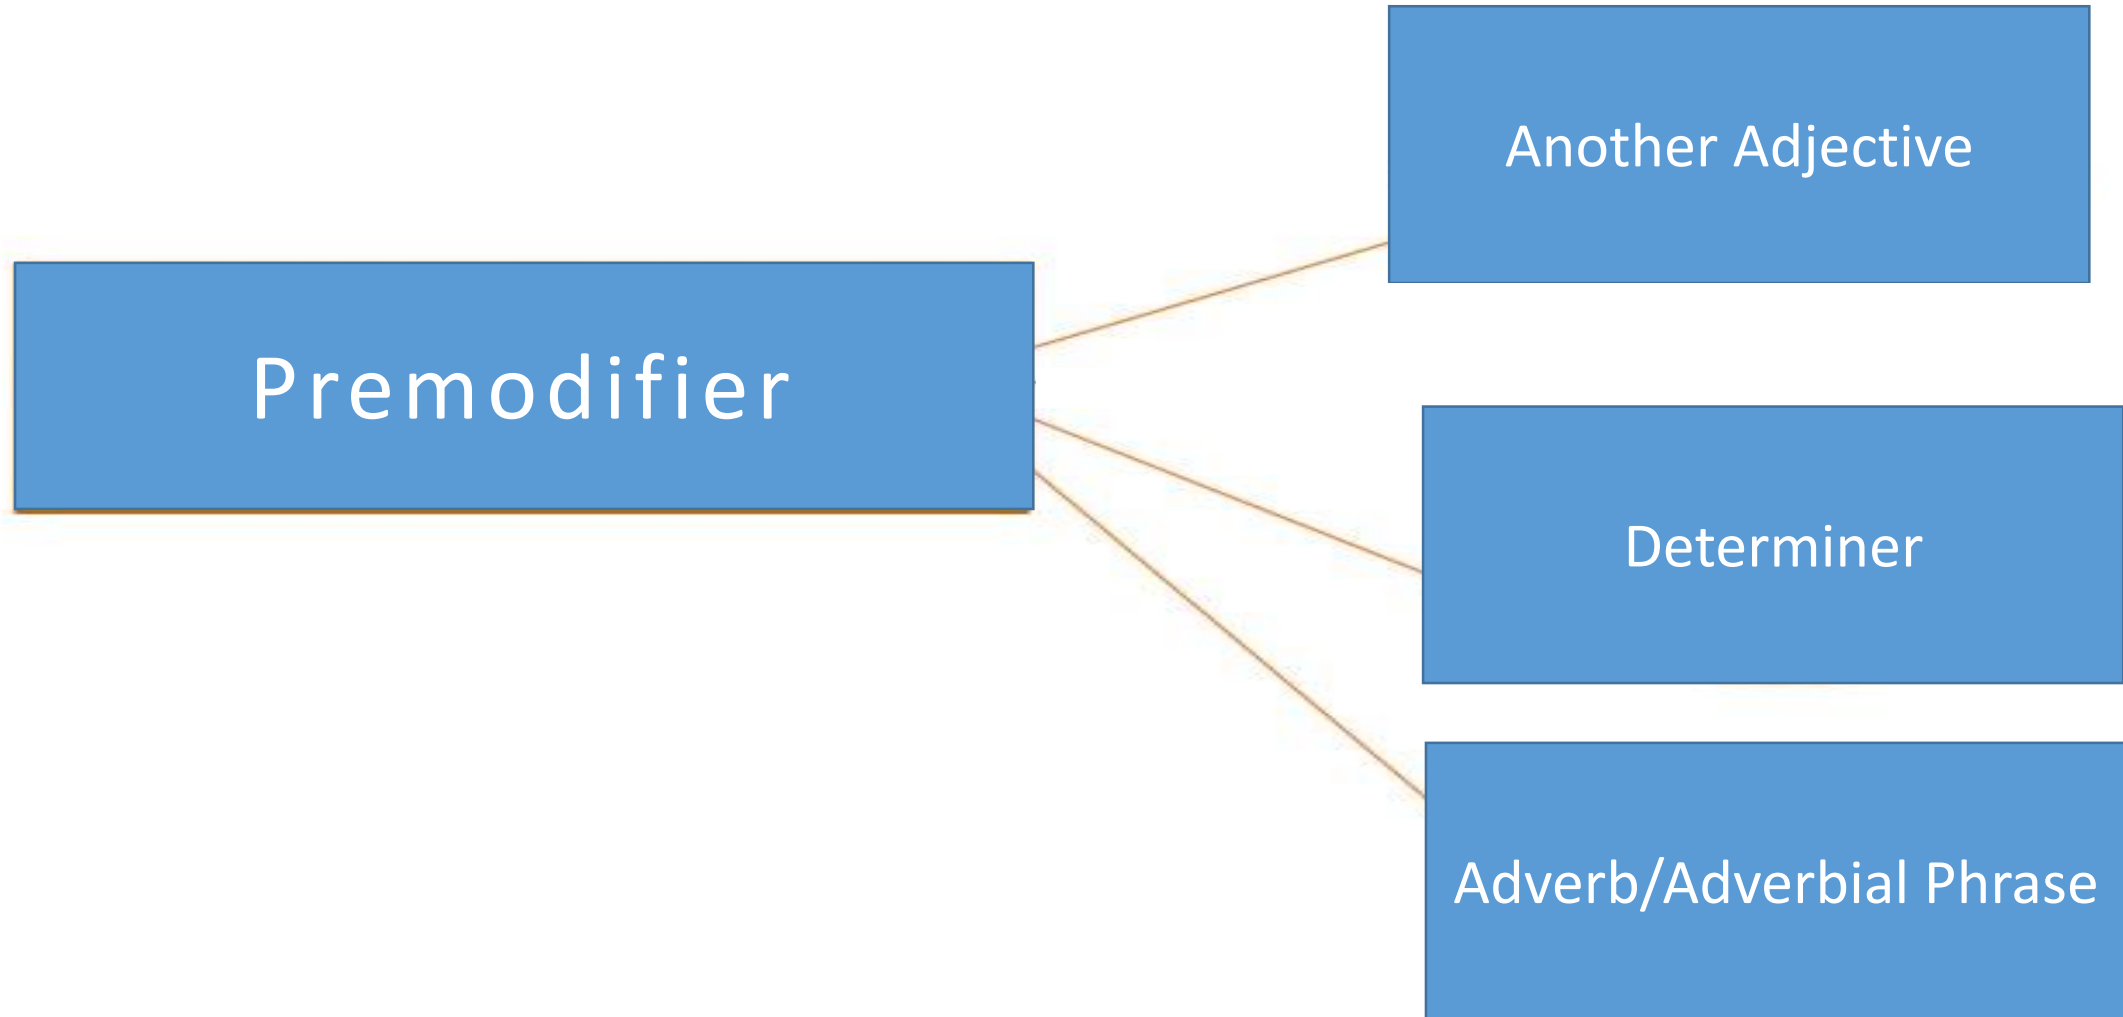 Another Adjective
Premodifier
Determiner
Adverb/Adverbial Phrase